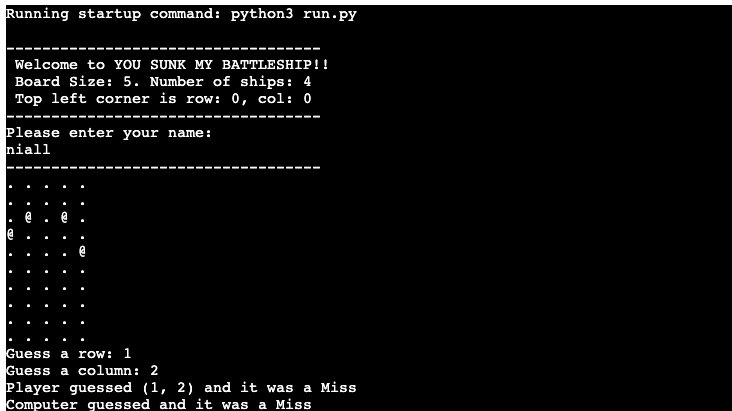 Running startup command: python3 run.py
-----------------------------------
Welcome to YOU SUNK MY BATTLESHIP!!
Board Size: 5. Number of ships: 4
Top left corner is row: 0, col: 0
-----------------------------------
Please enter your name:
niall
-----------------------------------
. . . . .
. . . . .
. @ . @ .
@ . . . .
. . . . @
. . . . .
. . . . .
. . . . .
. . . . .
. . . . .
Guess a row: 1
Guess a column: 2
Player guessed (1, 2) and it was a Miss
Computer guessed and it was a Miss